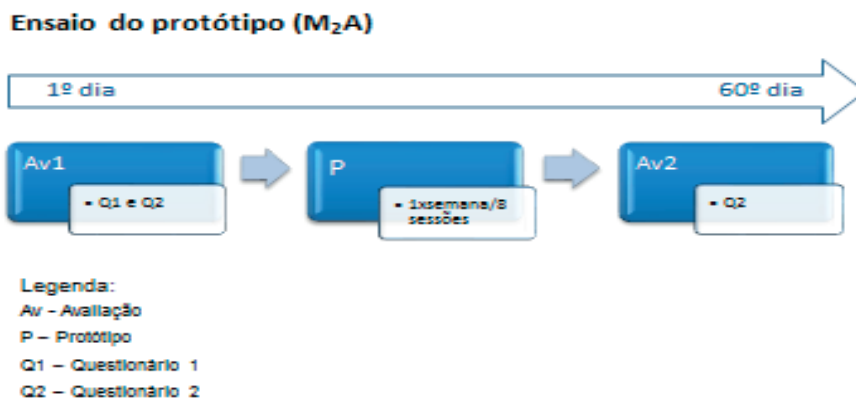 Ensaio do protótipo (M₂A)
1º dia 60º dia
Av1
▪ Q1 e Q2
P
▪ 1xsemana/8
sessões
Av2
▪ Q2
Legenda:
Av - Avaliação
P – Protótipo
Q1 – Questionário 1
Q2 – Questionário 2